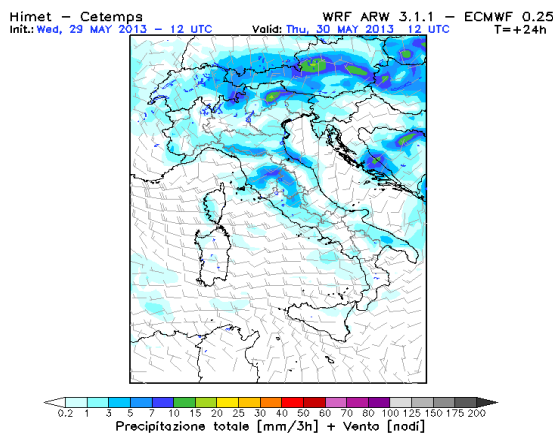 Himet – Cetemps WRF ARW 3.1.1 – ECMWF 0.25
Init.: Wed, 29 MAY 2013 – 12 UTC Valid: Thu, 30 MAY 2013 12 UTC T=+24h
0.2 1 3 5 7 10 15 20 25 30 40 50 60 70 80 100 125 150 175 200
Precipitazione totale [mm/3h] + Vento [nodi]